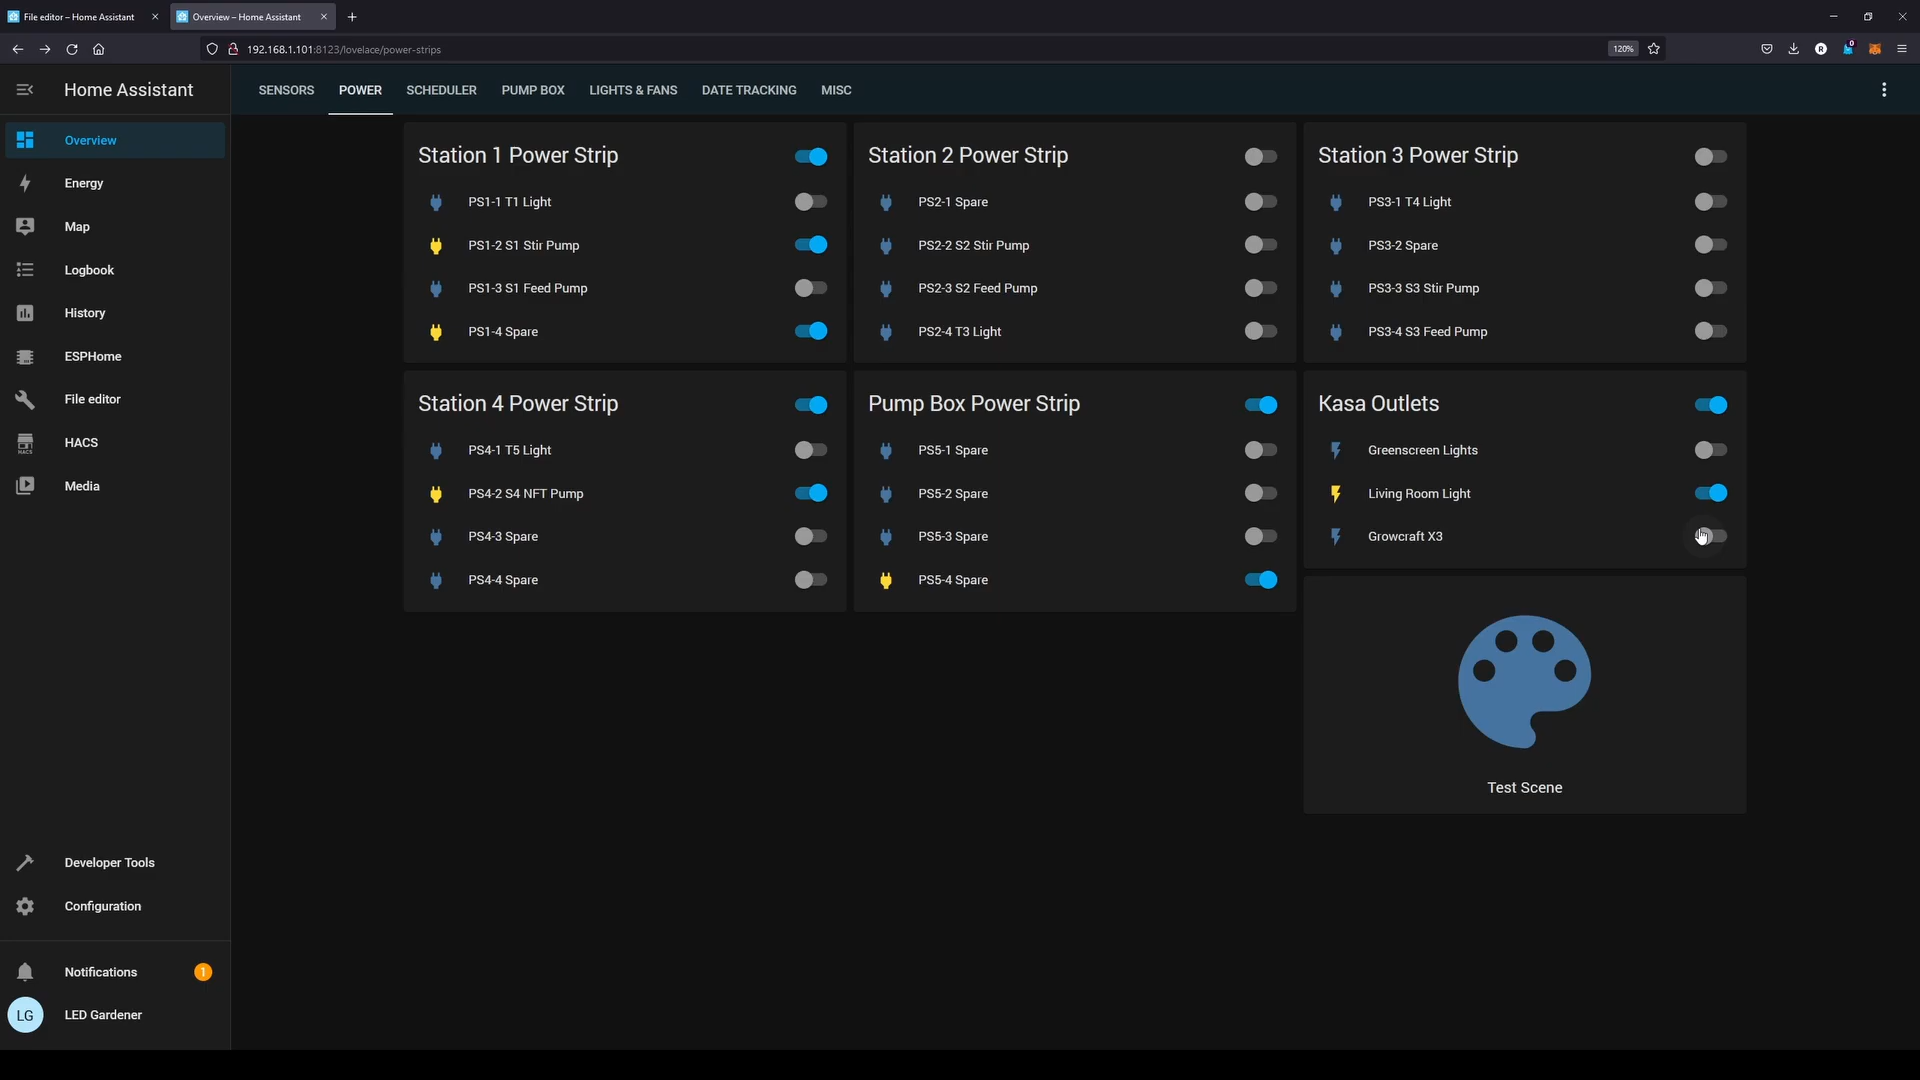 File editor – Home Assistant
Overview – Home Assistant
192.168.1.101:8123/lovelace/power-strips
120%
0
R
Home Assistant
SENSORS
POWER
SCHEDULER
PUMP BOX
LIGHTS & FANS
DATE TRACKING
MISC
Overview
Energy
Map
Logbook
History
ESPHome
File editor
HACS
HACS
Media
Developer Tools
Configuration
Notifications
1
LG
LED Gardener
Station 1 Power Strip
PS1-1 T1 Light
PS1-2 S1 Stir Pump
PS1-3 S1 Feed Pump
PS1-4 Spare
Station 2 Power Strip
PS2-1 Spare
PS2-2 S2 Stir Pump
PS2-3 S2 Feed Pump
PS2-4 T3 Light
Station 3 Power Strip
PS3-1 T4 Light
PS3-2 Spare
PS3-3 S3 Stir Pump
PS3-4 S3 Feed Pump
Station 4 Power Strip
PS4-1 T5 Light
PS4-2 S4 NFT Pump
PS4-3 Spare
PS4-4 Spare
Pump Box Power Strip
PS5-1 Spare
PS5-2 Spare
PS5-3 Spare
PS5-4 Spare
Kasa Outlets
Greenscreen Lights
Living Room Light
Growcraft X3
Test Scene